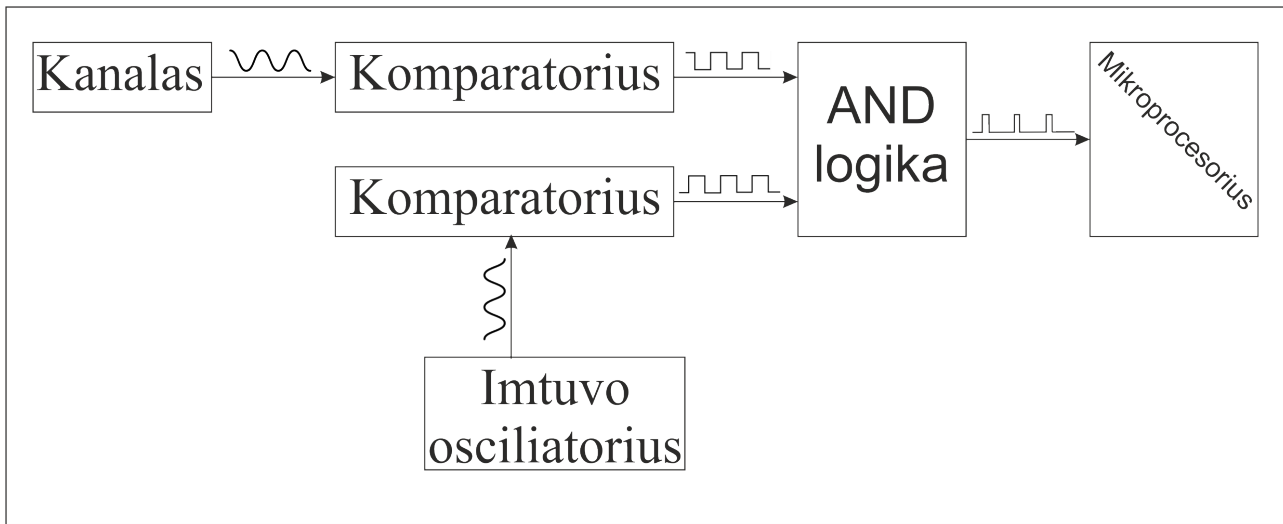 Kanalas
Komparatorius
AND
logika
Mikroprocesorius
Komparatorius
Imtuvo
osciliatorius